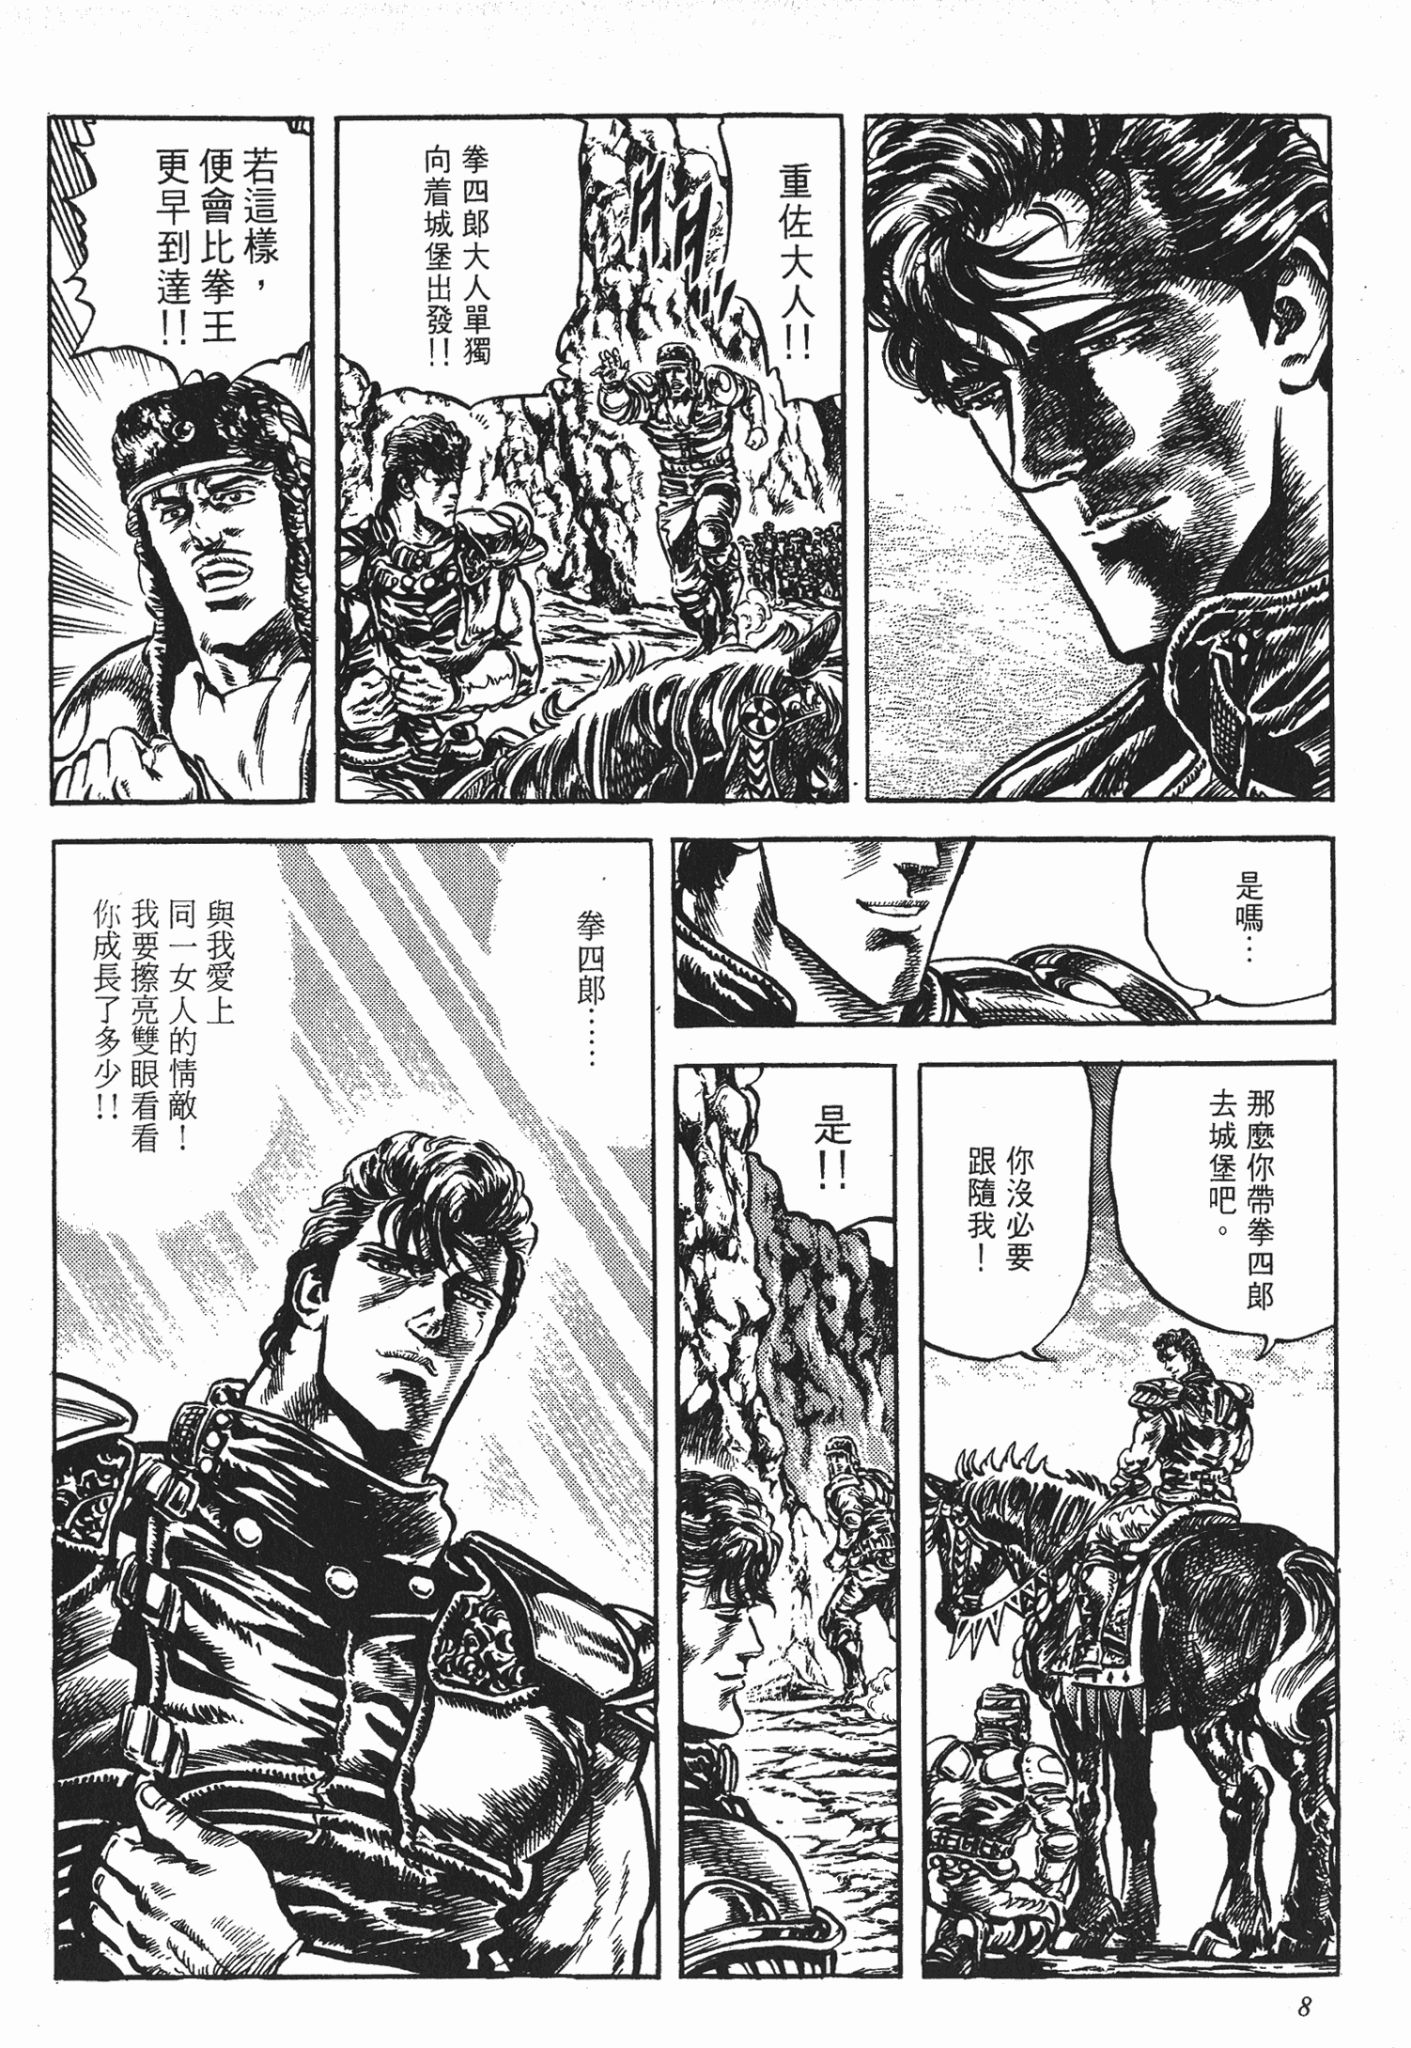 重佐大人!!
拳四郎大人單獨
向着城堡出發!!
若這樣，
便會比拳王
更早到達!!
是嗎…
那麼你帶拳四郎
去城堡吧。
你沒必要
跟隨我！
是!!
拳四郎……
與我愛上
同一女人的情敵！
我要擦亮雙眼看看
你成長了多少!!
8